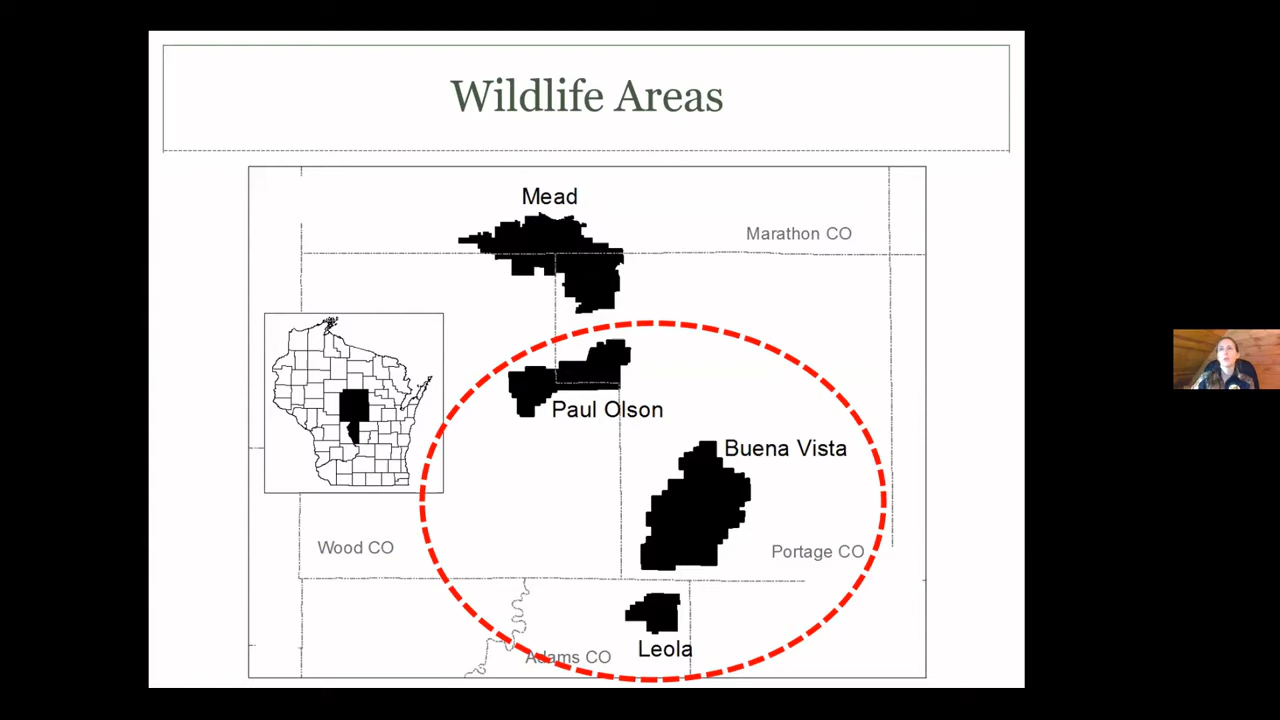 Wildlife Areas
Mead
Marathon CO
Paul Olson
Buena Vista
Wood CO
Portage CO
Leola
Adams CO